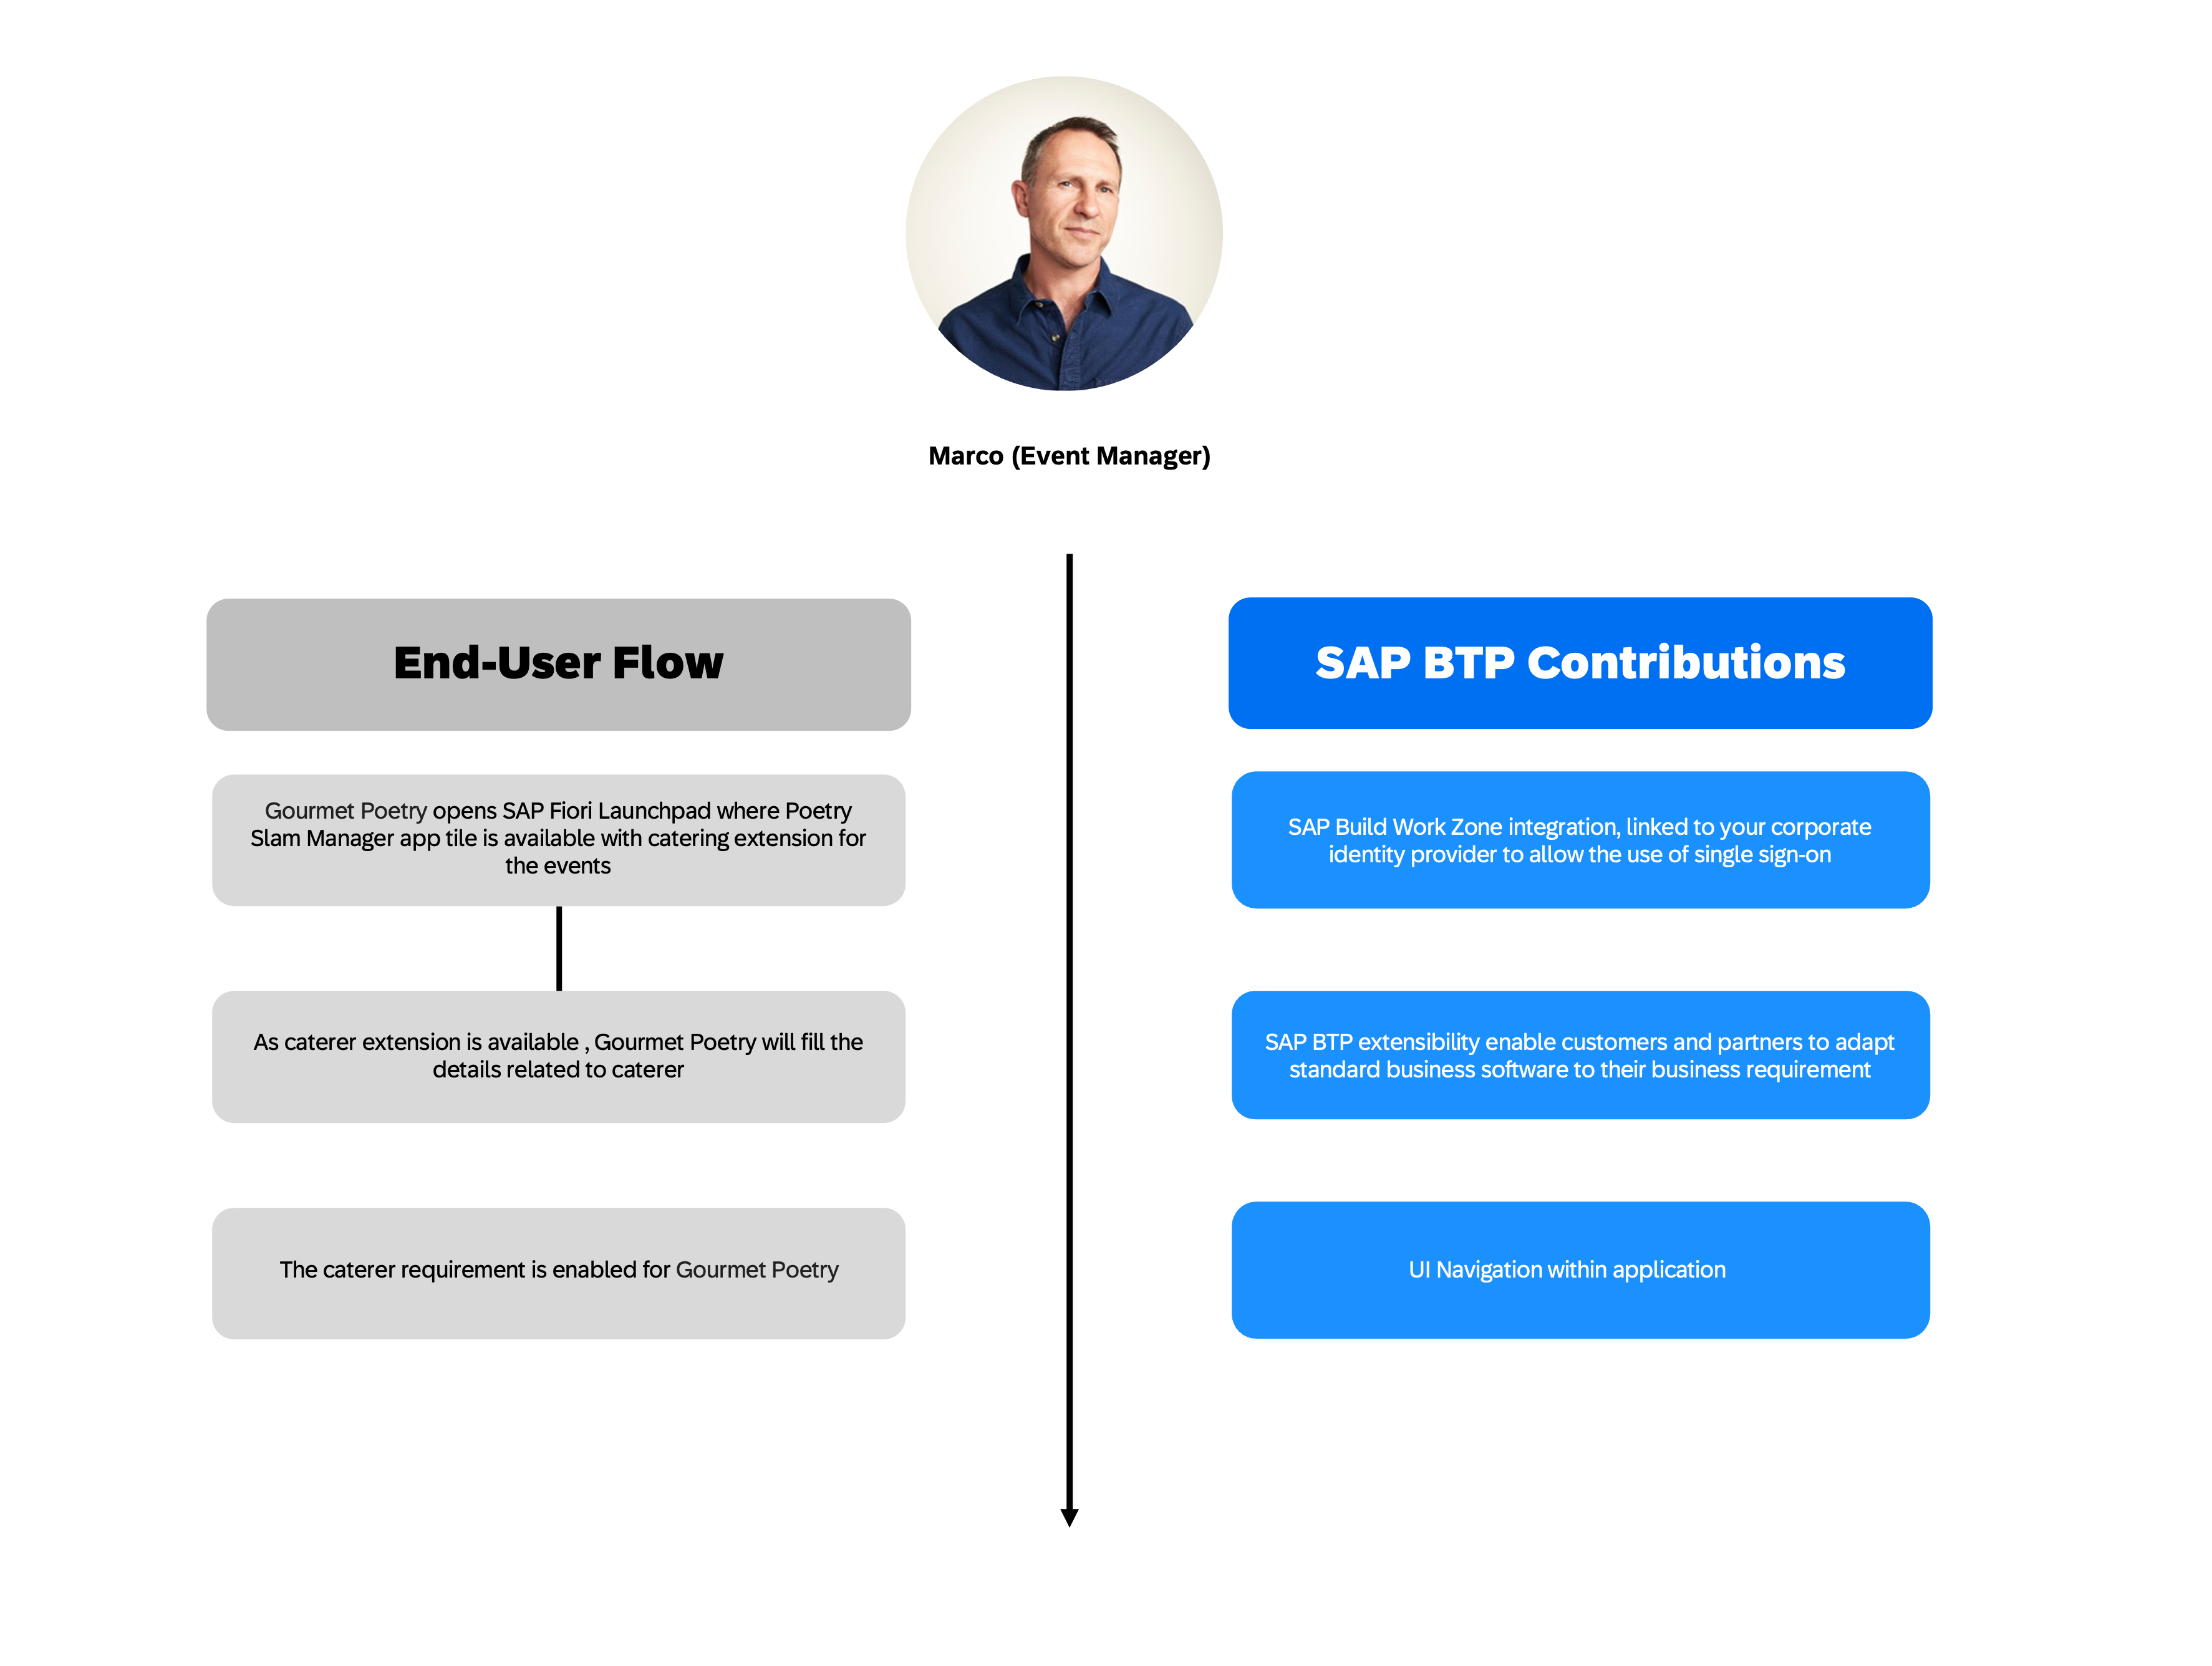 Marco (Event Manager)
End-User Flow
SAP BTP Contributions
Gourmet Poetry opens SAP Fiori Launchpad where Poetry
Slam Manager app tile is available with catering extension for
the events
SAP Build Work Zone integration, linked to your corporate
identity provider to allow the use of single sign-on
As caterer extension is available , Gourmet Poetry will fill the
details related to caterer
SAP BTP extensibility enable customers and partners to adapt
standard business software to their business requirement
The caterer requirement is enabled for Gourmet Poetry
UI Navigation within application